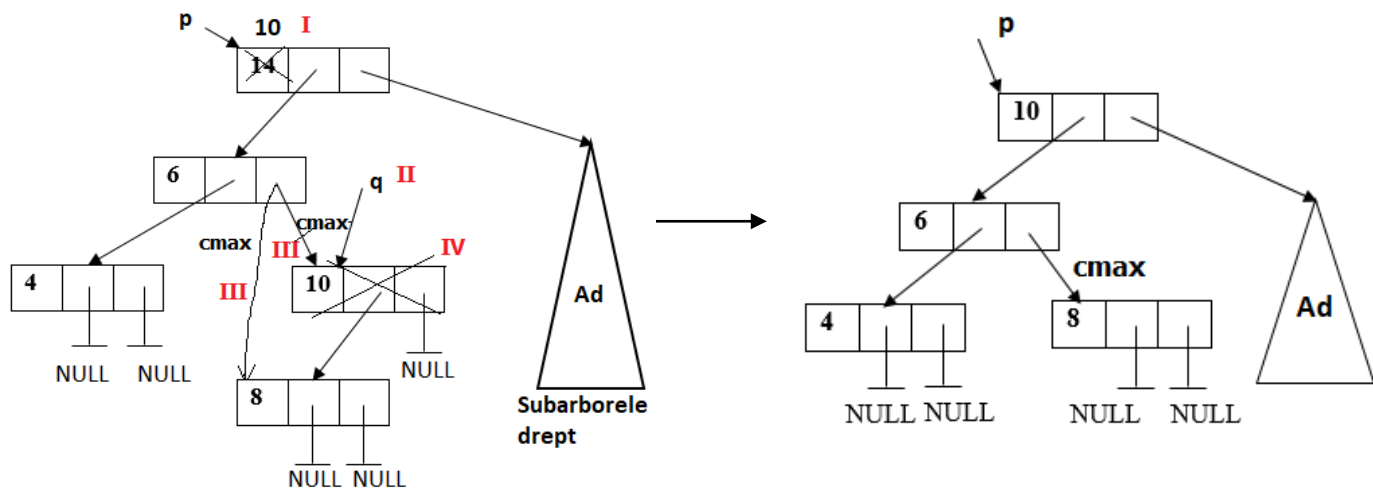 p
10 I
14
6
q II
cmax
cmax
III
IV
4
10
III
Ad
NULL
NULL
NULL
8
Subarborele
drept
NULL
NULL
p
10
6
cmax
4
8
Ad
NULL
NULL
NULL
NULL